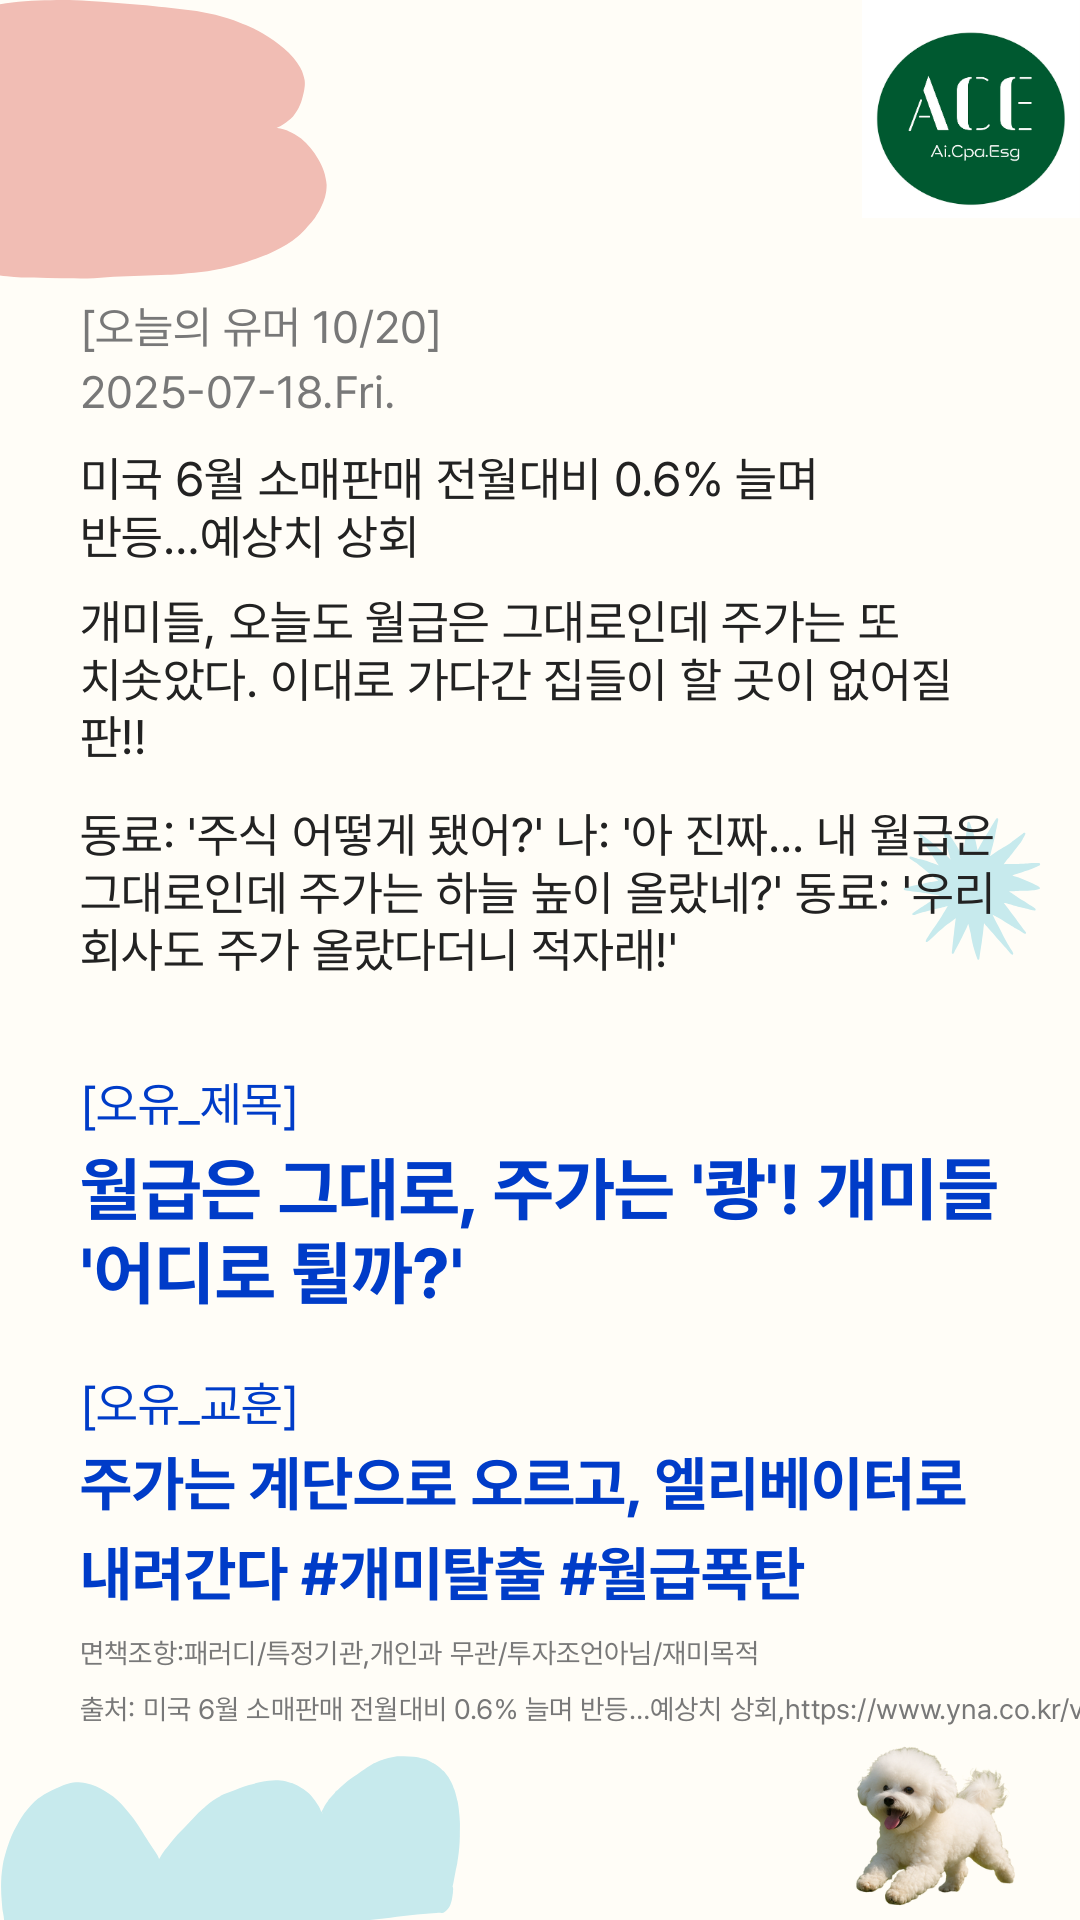 ACE
Ai.Cpa.Esg
[오늘의 유머 10/20]
2025-07-18.Fri.
미국 6월 소매판매 전월대비 0.6% 늘며
반등...예상치 상회
개미들, 오늘도 월급은 그대로인데 주가는 또
치솟았다. 이대로 가다간 집들이 할 곳이 없어질
판!!
동료: '주식 어떻게 됐어?' 나: '아 진짜... 내 월급은
그대로인데 주가는 하늘 높이 올랐네?' 동료: '우리
회사도 주가 올랐다더니 적자래!'
[오유_제목]
월급은 그대로, 주가는 '쾅'! 개미들
'어디로 튈까?'
[오유_교훈]
주가는 계단으로 오르고, 엘리베이터로
내려간다 #개미탈출 #월급폭탄
면책조항:패러디/특정기관,개인과 무관/투자조언아님/재미목적
출처: 미국 6월 소매판매 전월대비 0.6% 늘며 반등...예상치 상회,https://www.yna.co.kr/v